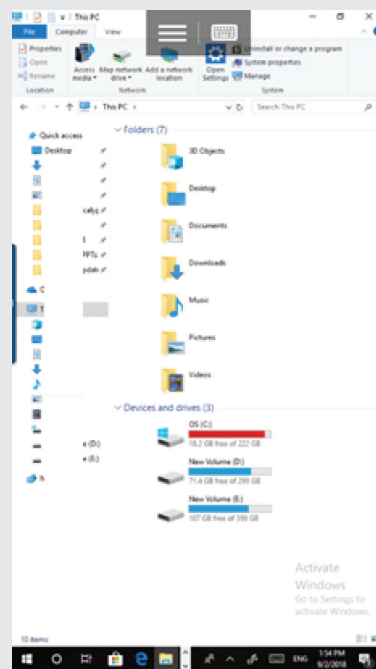 This PC
File Computer View
Properties
Open
Rename
Access media
Map network drive
Add a network location
Open Settings
Uninstall or change a program
System properties
Manage
Location
Network
System
This PC
Search This PC
Quick access
Desktop
Folders (7)
3D Objects
Desktop
Documents
Downloads
Music
Pictures
Videos
Devices and drives (3)
OS (C:)
18.2 GB free of 222 GB
New Volume (D:)
71.4 GB free of 299 GB
New Volume (E:)
107 GB free of 399 GB
PPTs
e (D:)
e (E:)
Activate
Windows
Go to Settings to
activate Windows.
10 items
ENG
1:54 PM
9/2/2018